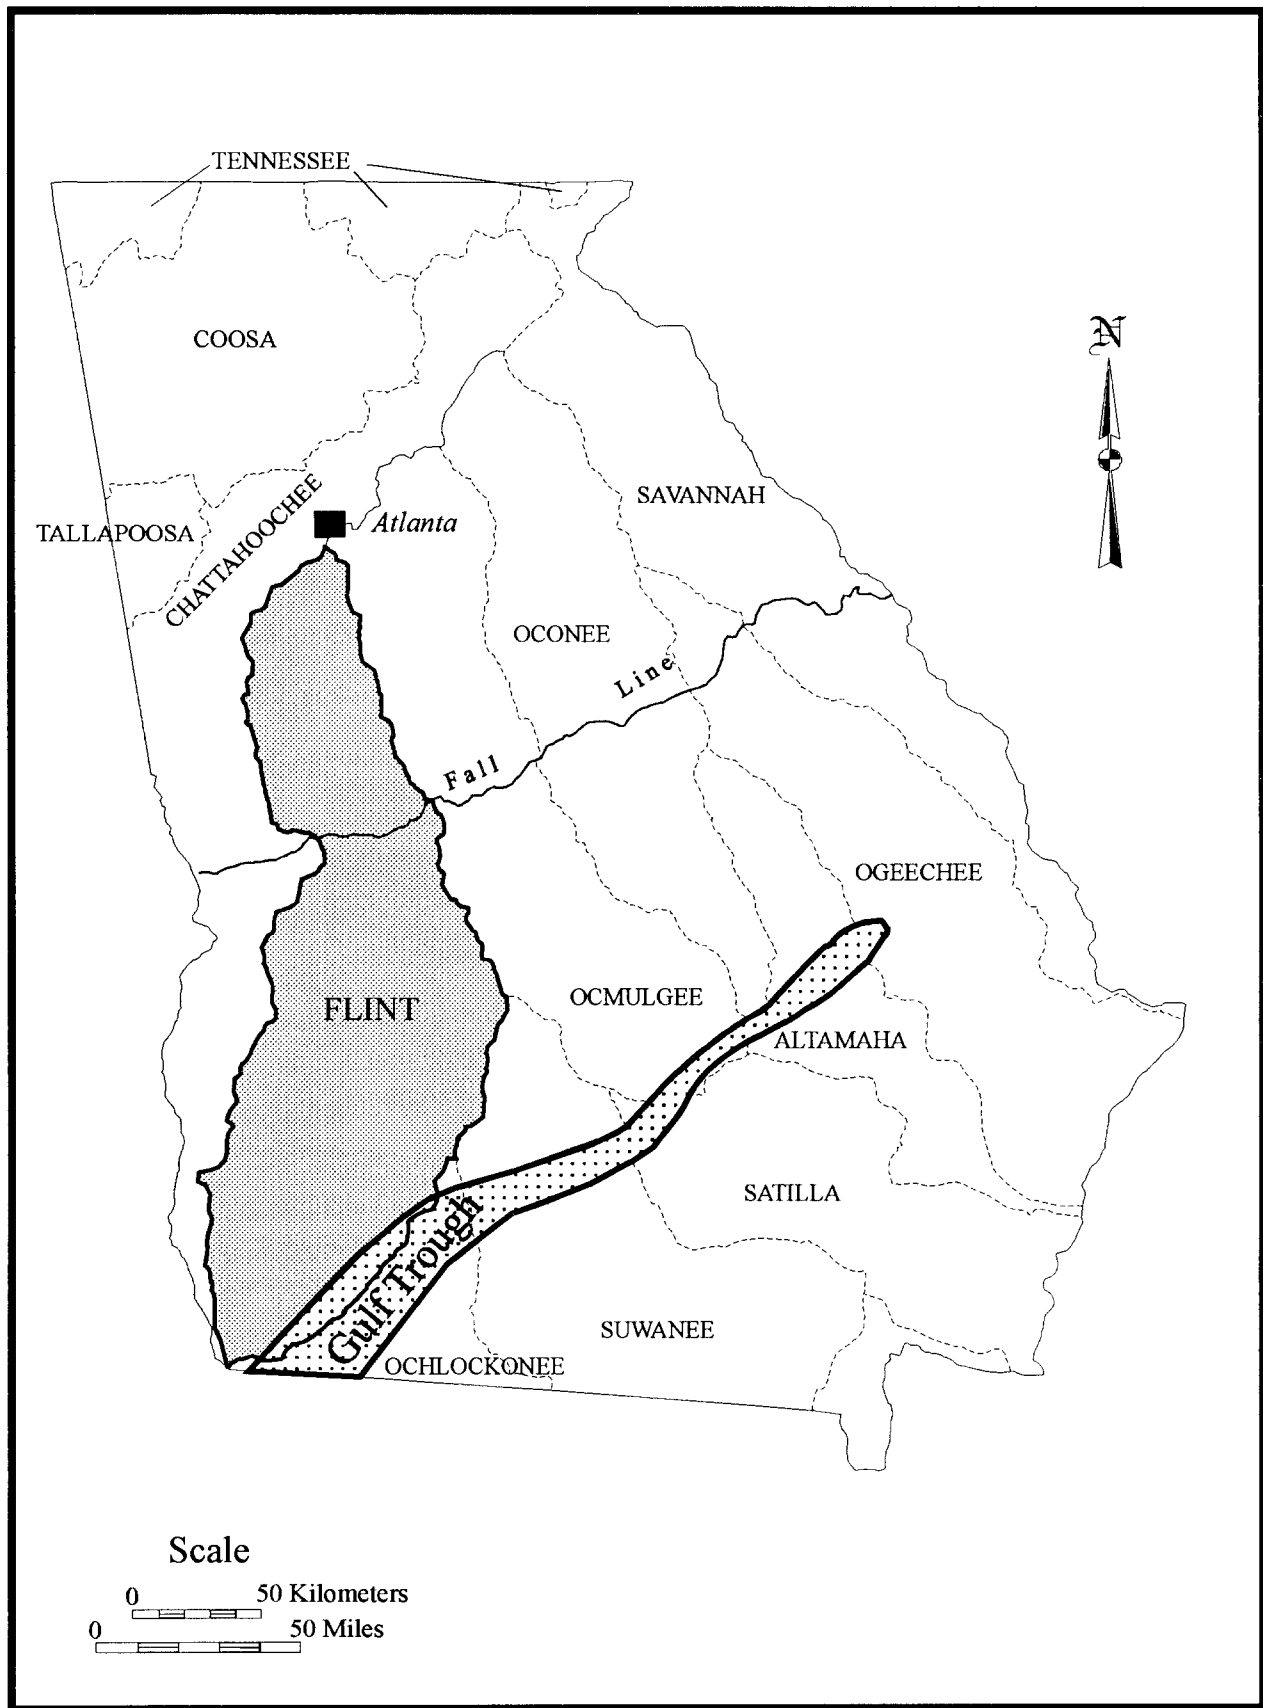 TENNESSEE
N
COOSA
SAVANNAH
CHATTAHOOCHEE
TALLAPOOSA
Atlanta
OCONEE
Fall Line
OGEECHEE
FLINT
OCMULGEE
ALTAMAHA
SATILLA
Gulf Trough
SUWANEE
OCHLOCKONEE
Scale
0 50 Kilometers
0 50 Miles